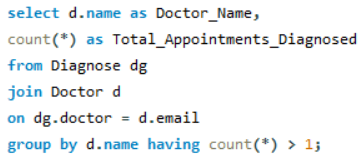 select d.name as Doctor_Name,
count(*) as Total_Appointments_Diagnosed
from Diagnose dg
join Doctor d
on dg.doctor = d.email
group by d.name having count(*) > 1;